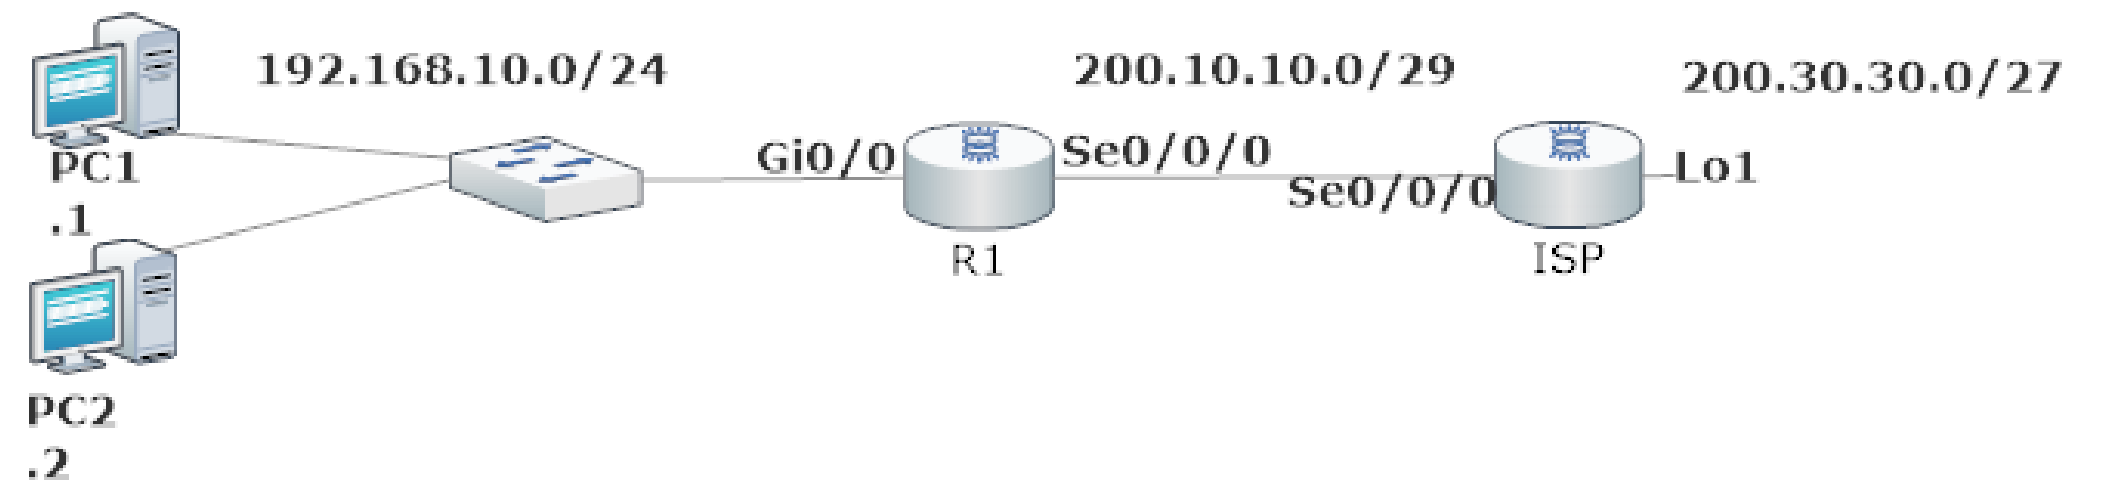 192.168.10.0/24
200.10.10.0/29
200.30.30.0/27
PC1
.1
Gi0/0
Se0/0/0
Se0/0/0
Lo1
R1
ISP
PC2
.2